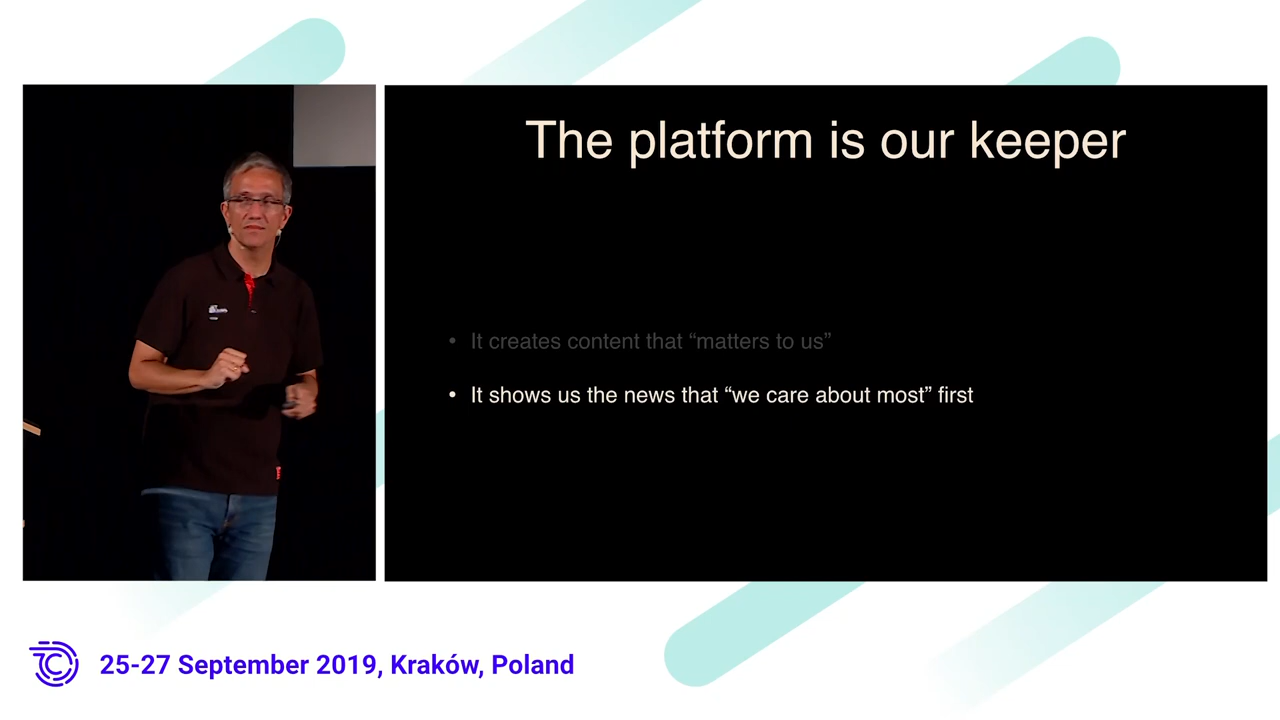 The platform is our keeper
• It creates content that “matters to us”
• It shows us the news that “we care about most” first
25-27 September 2019, Kraków, Poland